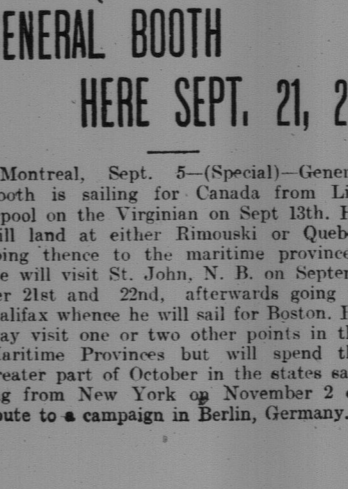 ENERAL BOOTH
HERE SEPT. 21, 2
Montreal, Sept. 5—(Special)—Gener
ooth is sailing for Canada from Li
pool on the Virginian on Sept 13th. H
ill land at either Rimouski or Queb
oing thence to the maritime province
e will visit St. John, N. B. on Septem
er 21st and 22nd, afterwards going
alifax whence he will sail for Boston. H
ay visit one or two other points in th
aritime Provinces but will spend th
reater part of October in the states sa
g from New York on November 2 e
oute to a campaign in Berlin, Germany.